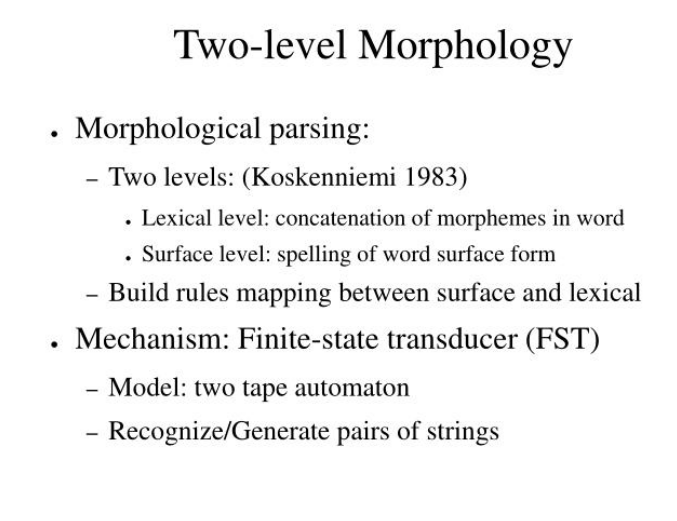 Two-level Morphology
• Morphological parsing:
– Two levels: (Koskenniemi 1983)
• Lexical level: concatenation of morphemes in word
• Surface level: spelling of word surface form
– Build rules mapping between surface and lexical
• Mechanism: Finite-state transducer (FST)
– Model: two tape automaton
– Recognize/Generate pairs of strings